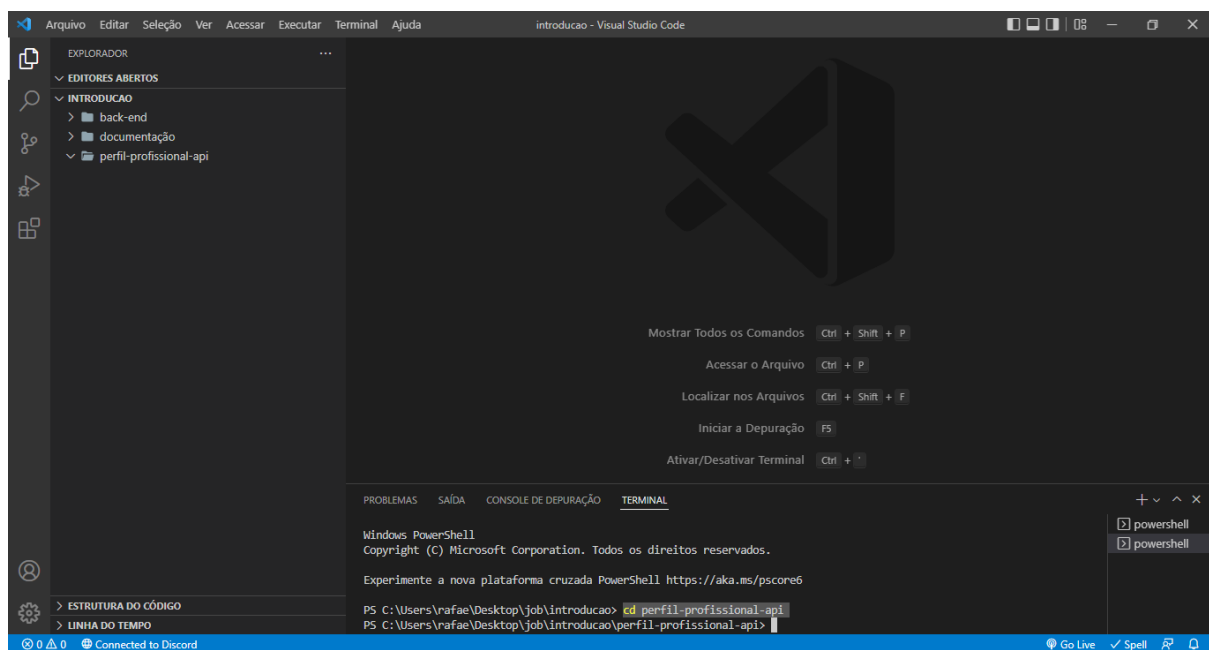 Arquivo Editar Seleção Ver Acessar Executar Terminal Ajuda
introducao - Visual Studio Code
EXPLORADOR
EDITORES ABERTOS
INTRODUCAO
back-end
documentação
perfil-profissional-api
ESTRUTURA DO CÓDIGO
LINHA DO TEMPO
Mostrar Todos os Comandos Ctrl + Shift + P
Acessar o Arquivo Ctrl + P
Localizar nos Arquivos Ctrl + Shift + F
Iniciar a Depuração F5
Ativar/Desativar Terminal Ctrl + '
PROBLEMAS SAÍDA CONSOLE DE DEPURAÇÃO TERMINAL
Windows PowerShell
Copyright (C) Microsoft Corporation. Todos os direitos reservados.
Experimente a nova plataforma cruzada PowerShell https://aka.ms/pscore6
PS C:\Users\rafae\Desktop\job\introducao> cd perfil-profissional-api
PS C:\Users\rafae\Desktop\job\introducao\perfil-profissional-api>
powershell
powershell
0 0 Connected to Discord
Go Live Spell